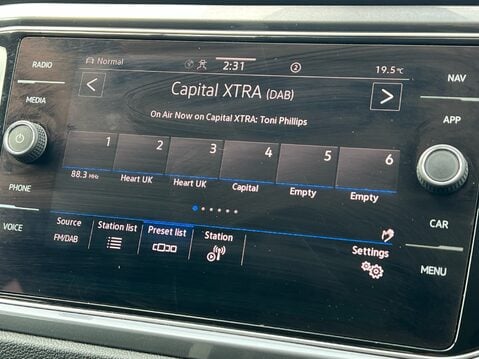 RADIO
MEDIA
PHONE
VOICE
Normal
2:31
2
19.5°C
Capital XTRA (DAB)
On Air Now on Capital XTRA: Toni Phillips
1 2 3 4 5 6
88.3 MHz Heart UK Heart UK Capital Empty Empty
Source
FM/DAB
Station list
Preset list
Station
Settings
NAV
APP
CAR
MENU